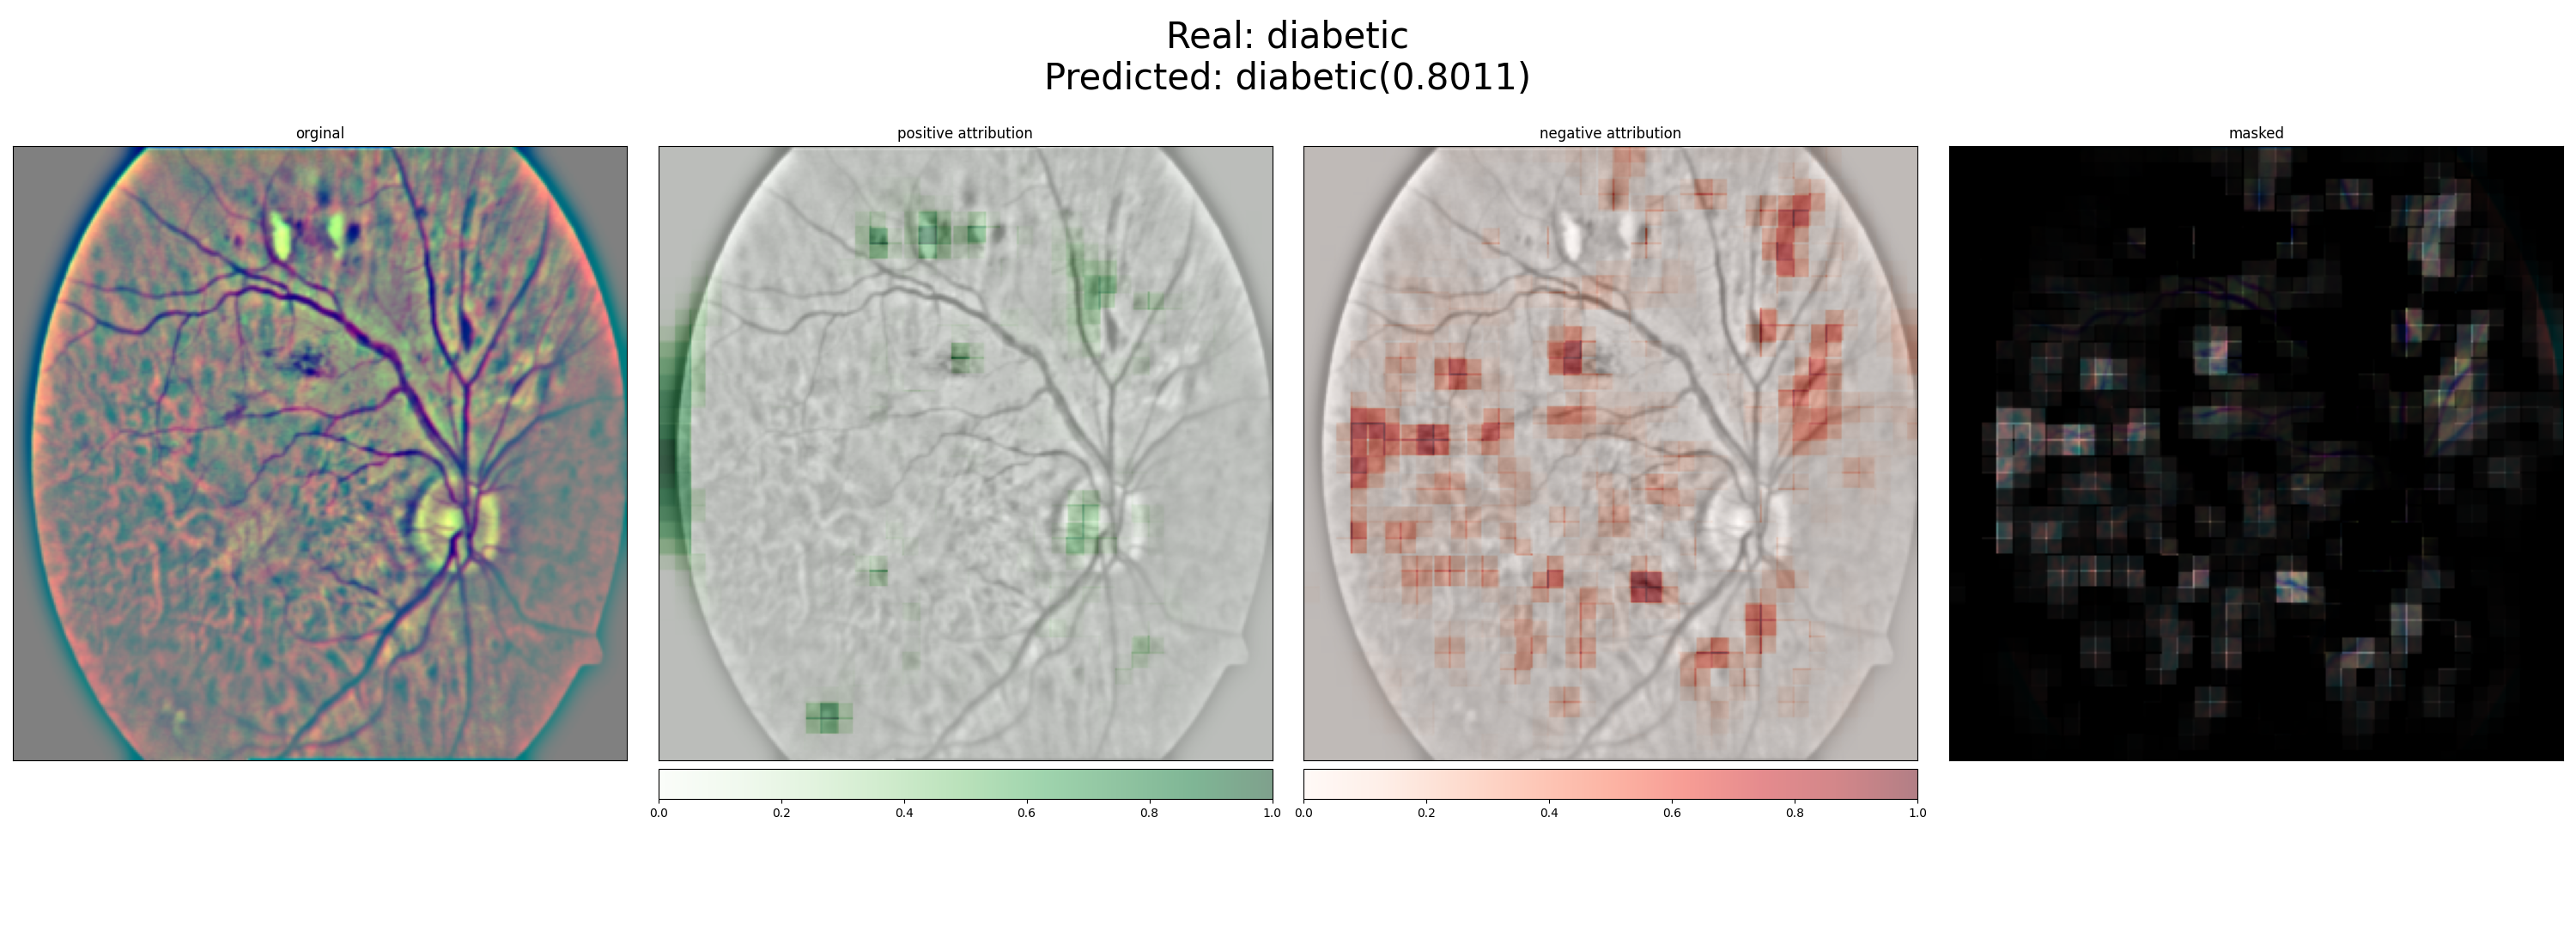 Real: diabetic
Predicted: diabetic(0.8011)
orginal
positive attribution
negative attribution
masked
0.0 0.2 0.4 0.6 0.8 1.0
0.0 0.2 0.4 0.6 0.8 1.0